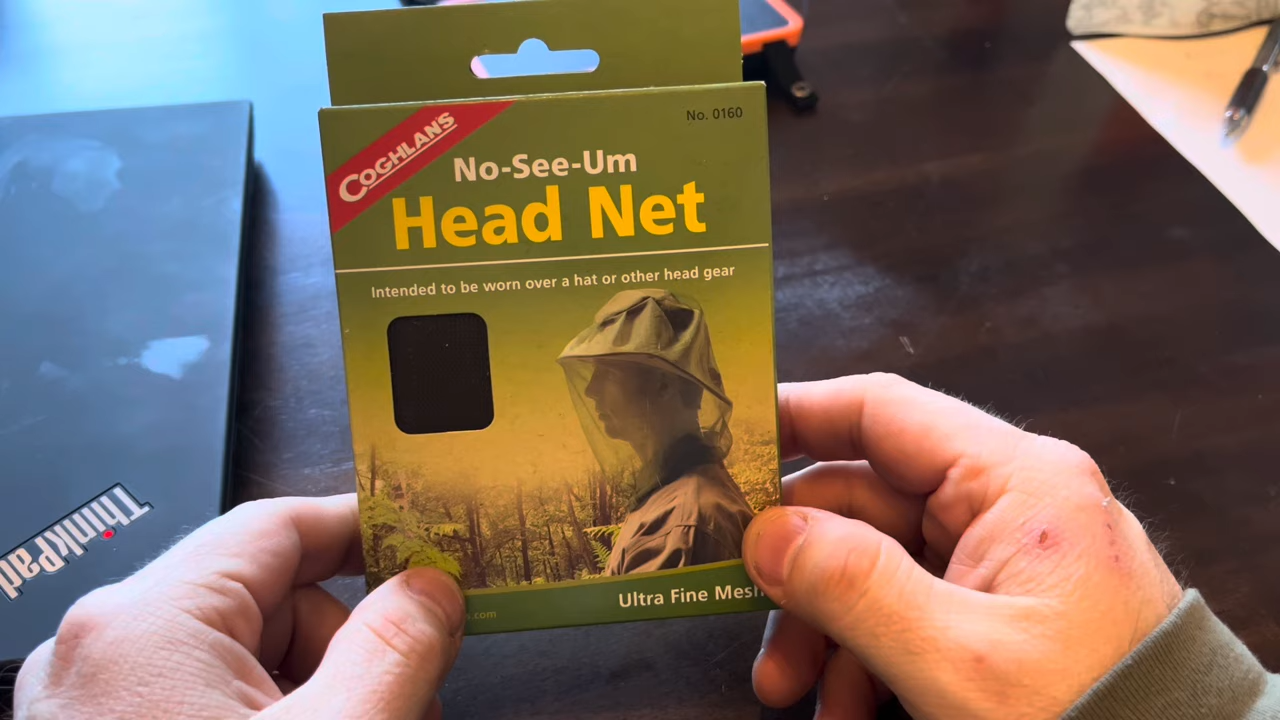 COGHLAN'S
No. 0160
No-See-Um
Head Net
Intended to be worn over a hat or other head gear
Ultra Fine Mesh
.com
ThinkPad